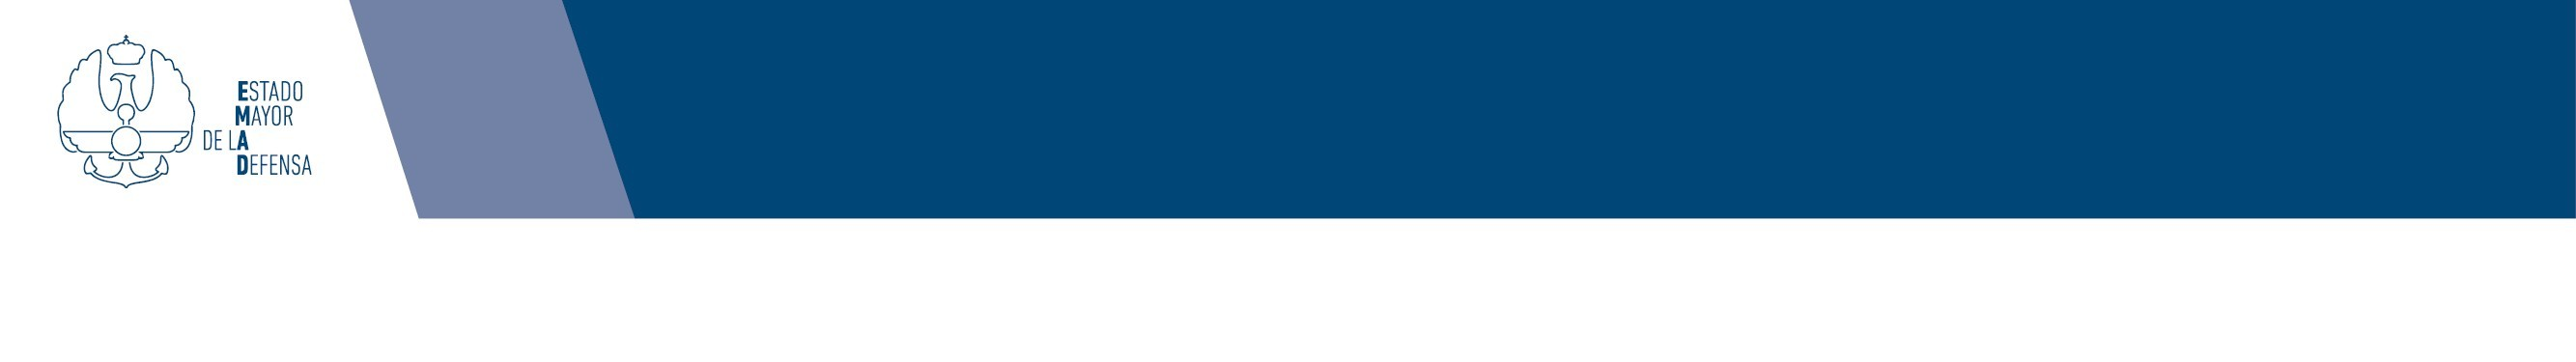 ESTADO
MAYOR
DE LA
DEFENSA